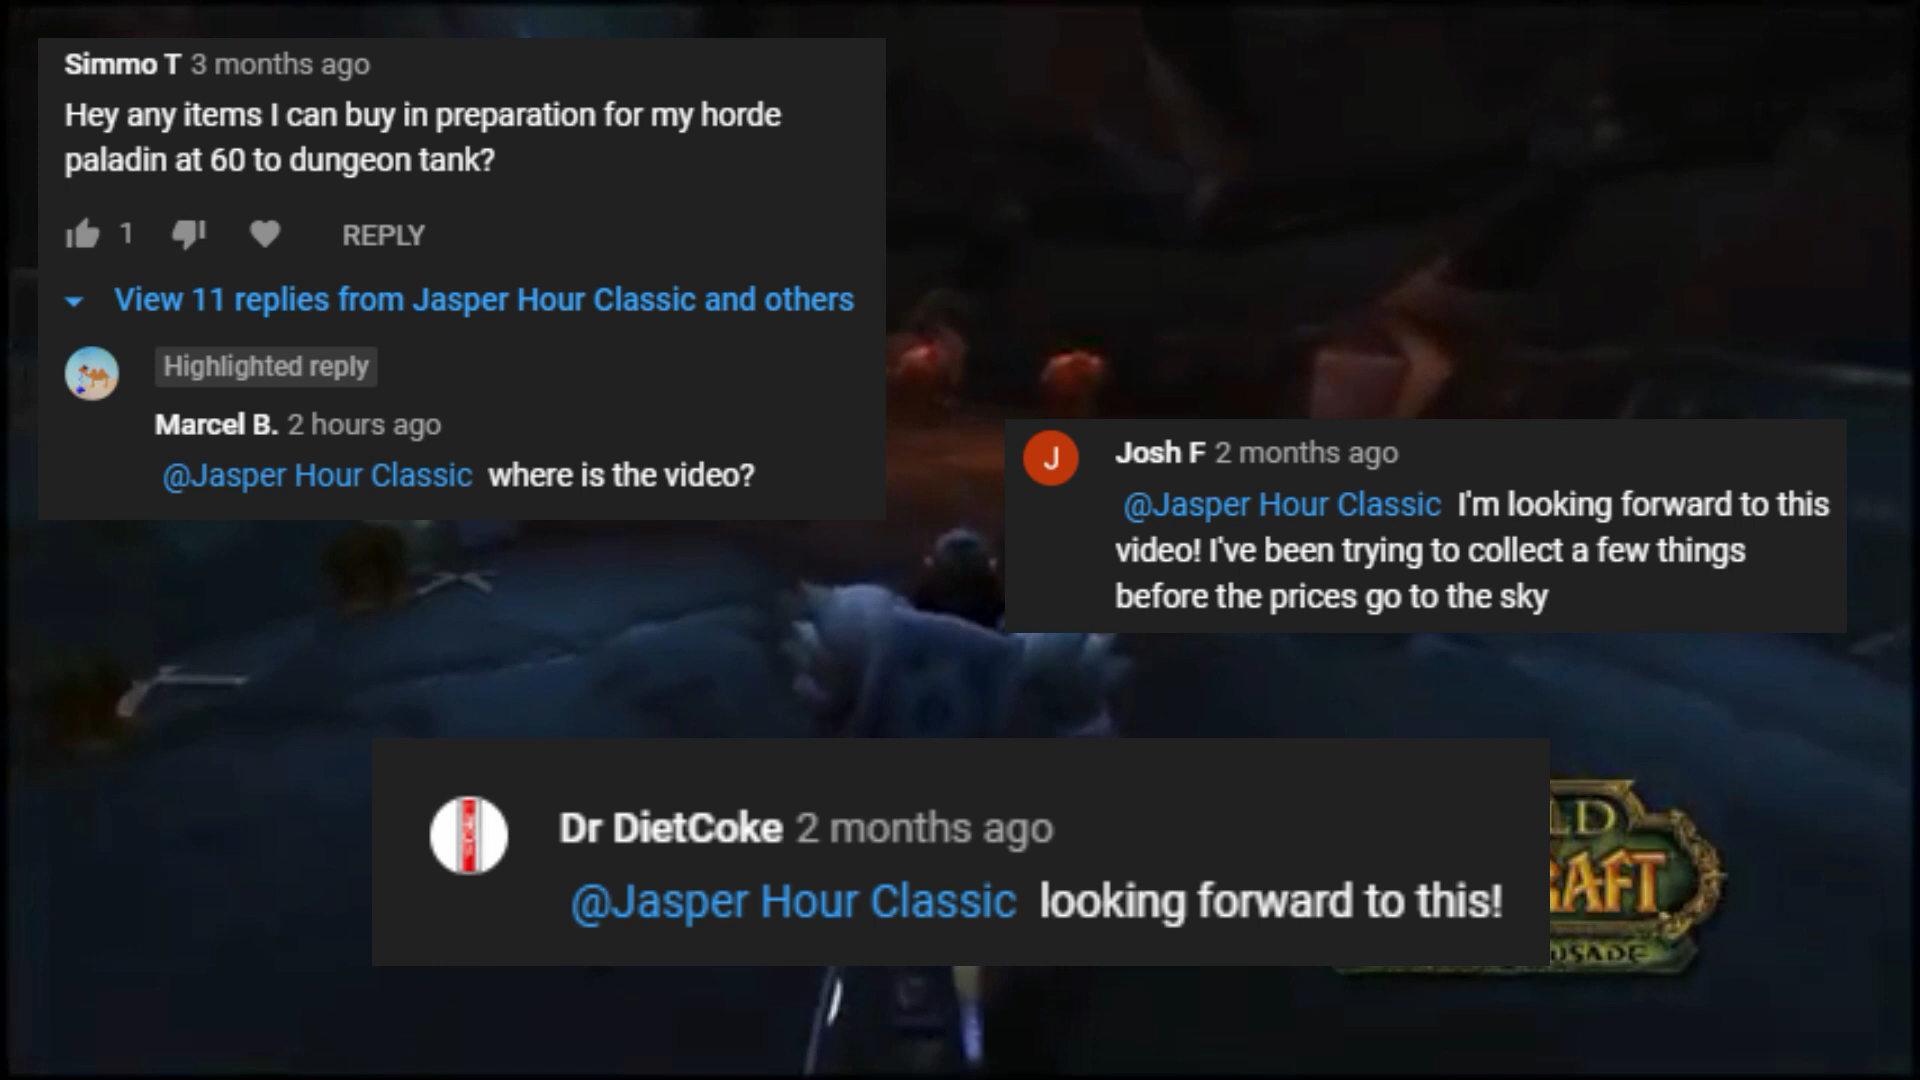 Simmo T 3 months ago
Hey any items I can buy in preparation for my horde
paladin at 60 to dungeon tank?
1 REPLY
View 11 replies from Jasper Hour Classic and others
Highlighted reply
Marcel B. 2 hours ago
@Jasper Hour Classic where is the video?
J Josh F 2 months ago
@Jasper Hour Classic I'm looking forward to this
video! I've been trying to collect a few things
before the prices go to the sky
Dr DietCoke 2 months ago
@Jasper Hour Classic looking forward to this!
LD
RAFT
USADE